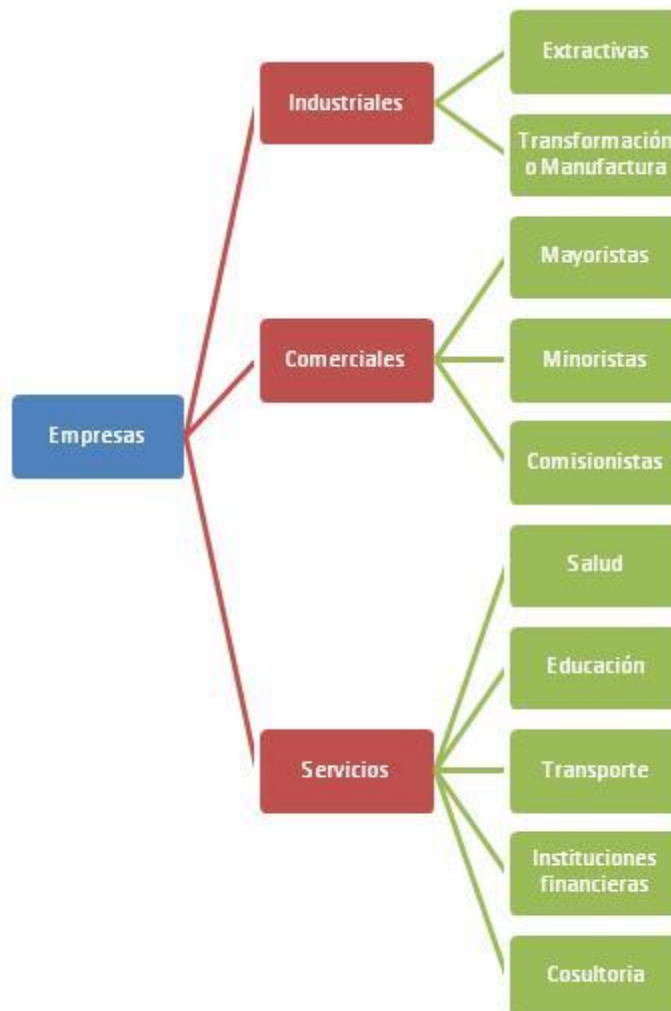 Extractivas
Industriales
Transformación
o Manufactura
Mayoristas
Comerciales
Minoristas
Empresas
Comisionistas
Salud
Educación
Servicios
Transporte
Instituciones
financieras
Cosultoria